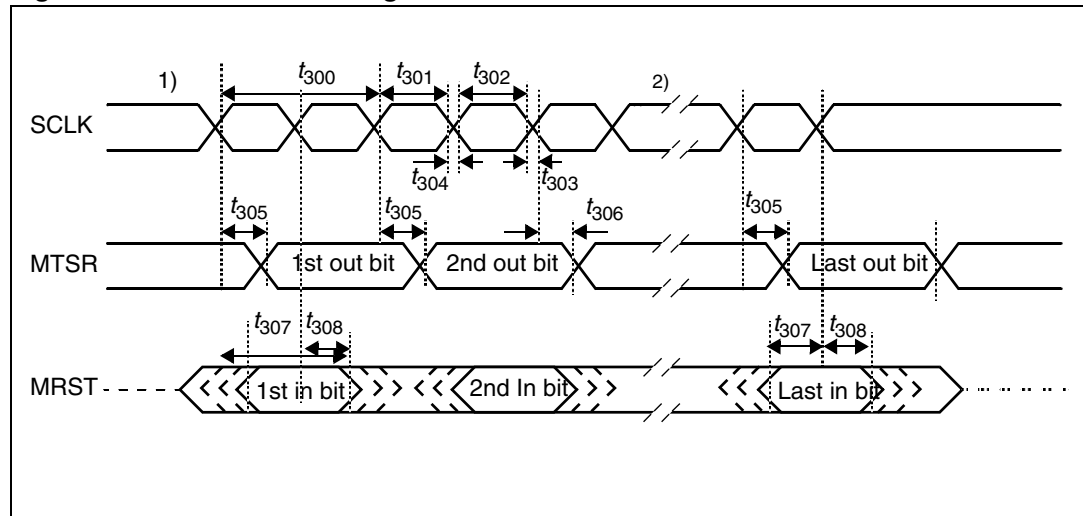 1)
t300
t301
t302
2)
SCLK
t304
t303
t305
t305
t306
t305
MTSR
1st out bit
2nd out bit
Last out bit
t307
t308
t307
t308
MRST
1st in bit
2nd In bit
Last in bit